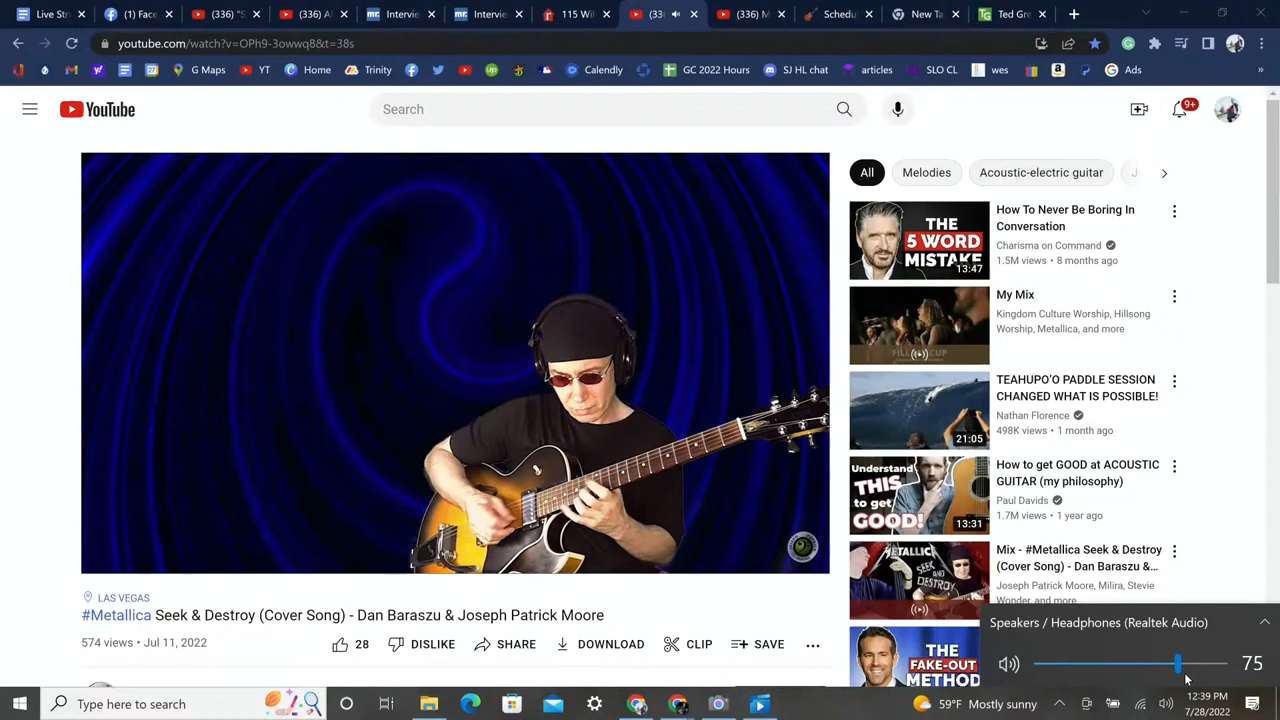 Live Str
(33
(336) "S
(336) Al
(3) Face
Intervie
Intervie
115 Wil
(33
(336) M
Schedul
New Ta
Ted Gre
youtube.com/watch?v=OPh9-3owwq8&t=38s
G Maps
YT
Home
Trinity
Calendly
GC 2022 Hours
SJ HL chat
articles
SLO CL
wes
Ads
YouTube
Search
9+
All
Melodies
Acoustic-electric guitar
THE
5 WORD
MISTAKE
13:47
How To Never Be Boring In
Conversation
Charisma on Command
1.5M views • 8 months ago
My Mix
Kingdom Culture Worship, Hillsong
Worship, Metallica, and more
TEAHUPO'O PADDLE SESSION
CHANGED WHAT IS POSSIBLE!
Nathan Florence
498K views • 1 month ago
21:05
Understand
THIS
to get
GOOD!
13:31
How to get GOOD at ACOUSTIC
GUITAR (my philosophy)
Paul Davids
1.7M views • 1 year ago
METALLICA
SEEK
AND
DESTROY
Mix - #Metallica Seek & Destroy
(Cover Song) - Dan Baraszu &...
Joseph Patrick Moore, Milira, Stevie
Wonder, and more
THE
FAKE-OUT
METHOD
LAS VEGAS
#Metallica Seek & Destroy (Cover Song) - Dan Baraszu & Joseph Patrick Moore
574 views • Jul 11, 2022
28
DISLIKE
SHARE
DOWNLOAD
CLIP
SAVE
Speakers / Headphones (Realtek Audio)
75
Type here to search
59°F Mostly sunny
12:39 PM
7/28/2022